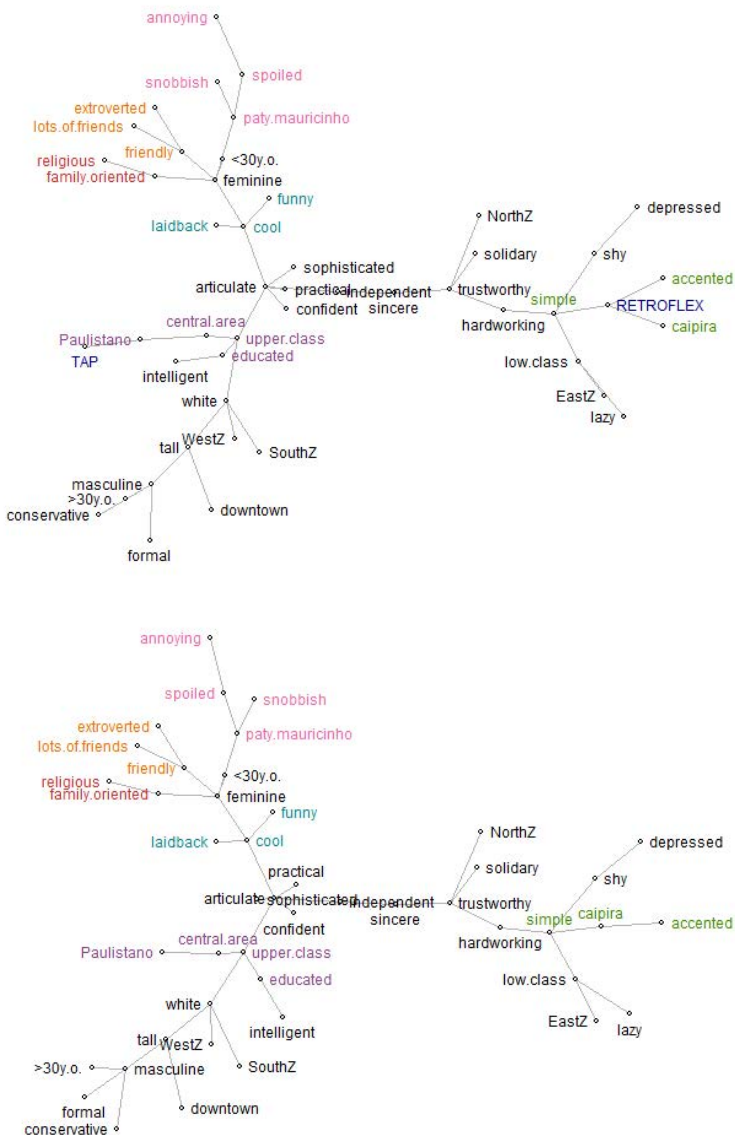 annoying
spoiled
snobbish
extroverted
paty.mauricinho
lots.of.friends
friendly
<30y.o.
religious
family.oriented
feminine
funny
laidback
cool
NorthZ
depressed
solidary
shy
sophisticated
accented
articulate
practical
independent
trustworthy
simple
RETROFLEX
confident
sincere
hardworking
caipira
central.area
Paulistano
upper.class
TAP
educated
intelligent
low.class
white
EastZ
lazy
WestZ
tall
SouthZ
masculine
>30y.o.
conservative
downtown
formal
annoying
spoiled
snobbish
extroverted
paty.mauricinho
lots.of.friends
friendly
<30y.o.
religious
family.oriented
feminine
funny
laidback
cool
NorthZ
depressed
practical
solidary
shy
articulate
sophisticated
independent
trustworthy
simple
caipira
accented
confident
sincere
hardworking
central.area
Paulistano
upper.class
educated
low.class
white
intelligent
EastZ
lazy
tall
WestZ
>30y.o.
masculine
SouthZ
formal
downtown
conservative